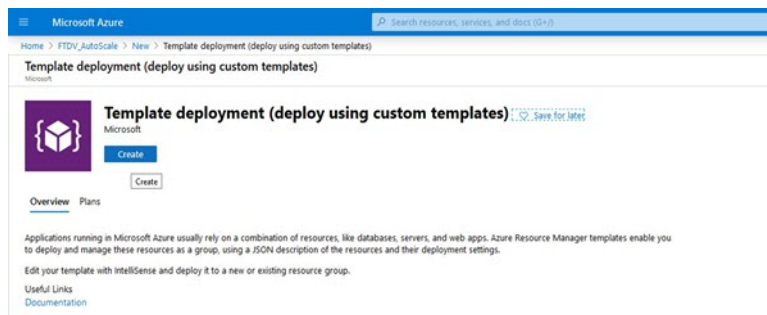 Microsoft Azure
Search resources, services, and docs (G+/)
Home > FTDV_AutoScale > New > Template deployment (deploy using custom templates)
Template deployment (deploy using custom templates)
Microsoft
Template deployment (deploy using custom templates)
Save for later
Microsoft
Create
Create
Overview Plans
Applications running in Microsoft Azure usually rely on a combination of resources, like databases, servers, and web apps. Azure Resource Manager templates enable you
to deploy and manage these resources as a group, using a JSON description of the resources and their deployment settings.
Edit your template with IntelliSense and deploy it to a new or existing resource group.
Useful Links
Documentation